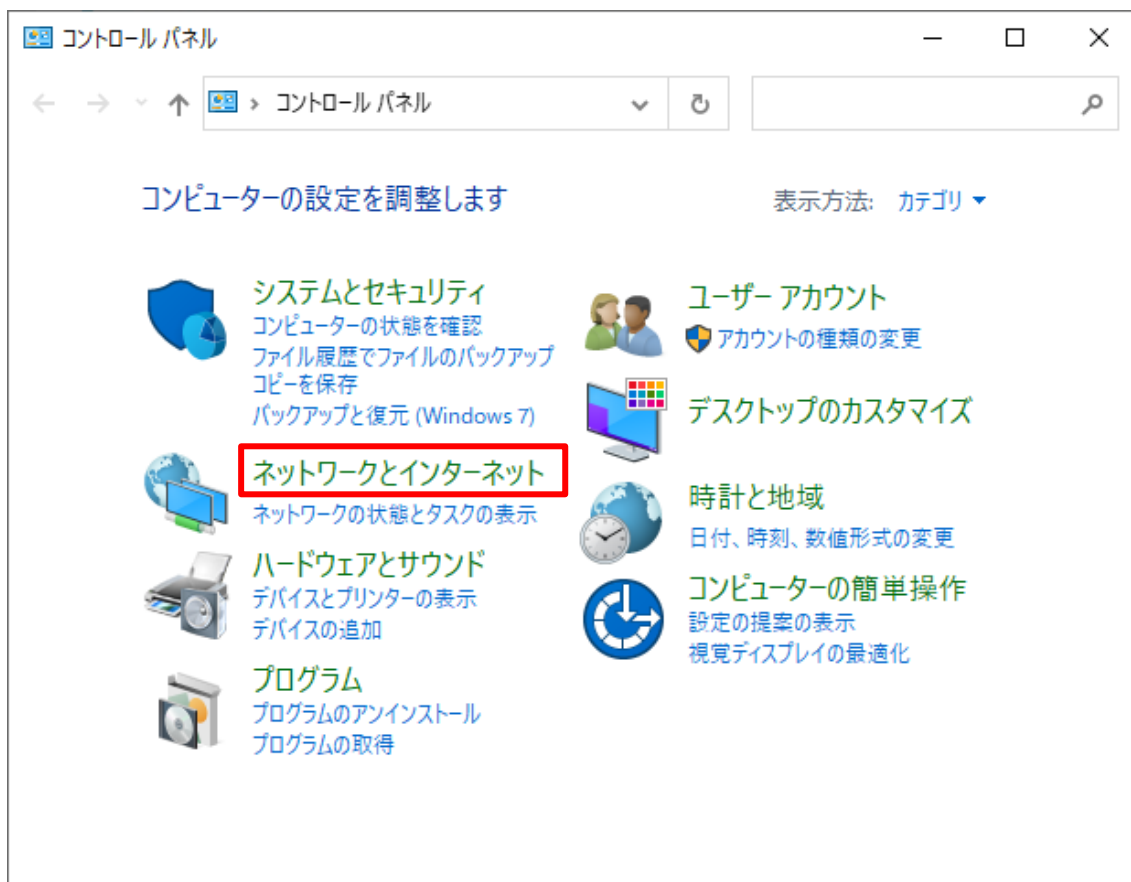 コントロール パネル
コントロール パネル
コンピューターの設定を調整します
表示方法: カテゴリ
システムとセキュリティ
コンピューターの状態を確認
ファイル履歴でファイルのバックアップ
コピーを保存
バックアップと復元 (Windows 7)
ネットワークとインターネット
ネットワークの状態とタスクの表示
ハードウェアとサウンド
デバイスとプリンターの表示
デバイスの追加
プログラム
プログラムのアンインストール
プログラムの取得
ユーザー アカウント
アカウントの種類の変更
デスクトップのカスタマイズ
時計と地域
日付、時刻、数値形式の変更
コンピューターの簡単操作
設定の提案の表示
視覚ディスプレイの最適化